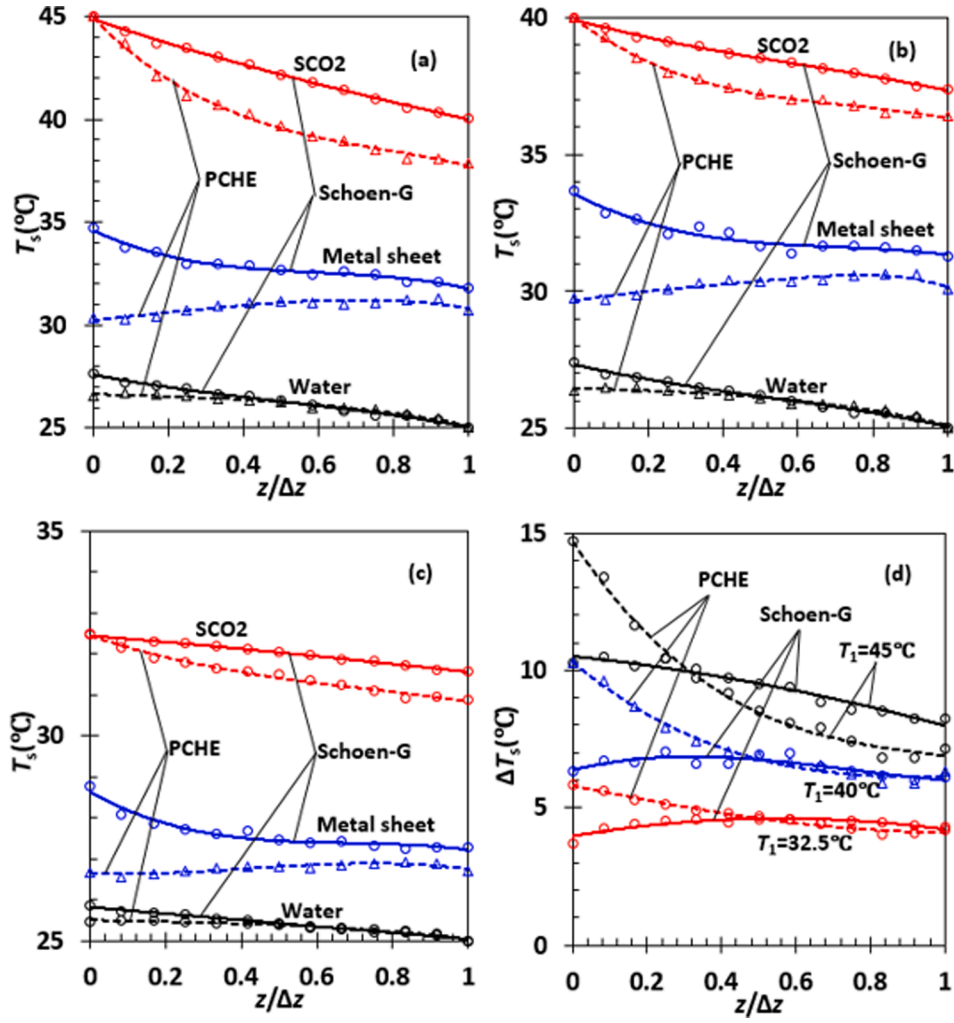 45
40
35
30
25
Ts(°C)
(a)
SCO2
PCHE
Schoen-G
Metal sheet
Water
0 0.2 0.4 0.6 0.8 1
z/Δz
40
35
30
25
Ts(°C)
(b)
SCO2
PCHE
Schoen-G
Metal sheet
Water
0 0.2 0.4 0.6 0.8 1
z/Δz
35
30
25
Ts(°C)
(c)
SCO2
PCHE
Schoen-G
Metal sheet
Water
0 0.2 0.4 0.6 0.8 1
z/Δz
15
10
5
0
ΔTs(°C)
(d)
PCHE
Schoen-G
T1=45°C
T1=40°C
T1=32.5°C
0 0.2 0.4 0.6 0.8 1
z/Δz